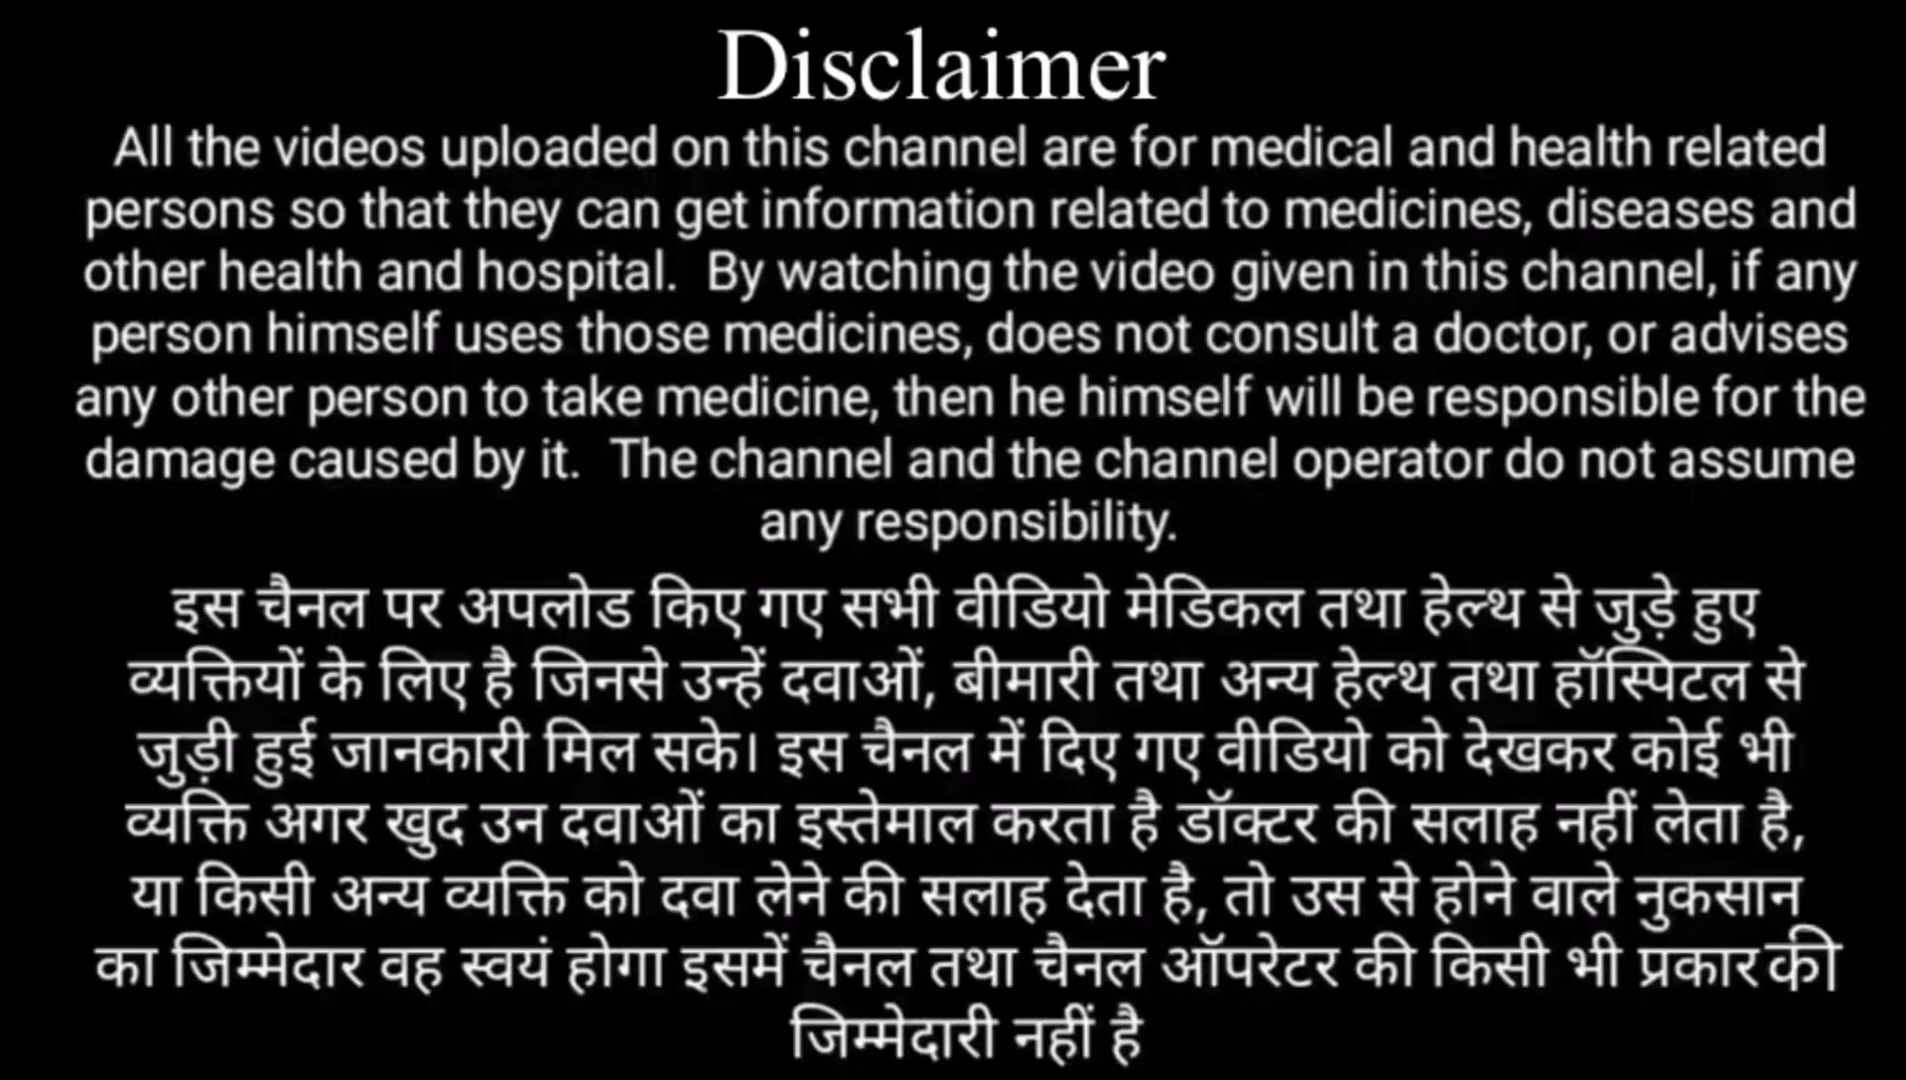 Disclaimer
All the videos uploaded on this channel are for medical and health related
persons so that they can get information related to medicines, diseases and
other health and hospital.  By watching the video given in this channel, if any
person himself uses those medicines, does not consult a doctor, or advises
any other person to take medicine, then he himself will be responsible for the
damage caused by it.  The channel and the channel operator do not assume
any responsibility.
इस चैनल पर अपलोड किए गए सभी वीडियो मेडिकल तथा हेल्थ से जुड़े हुए
व्यक्तियों के लिए है जिनसे उन्हें दवाओं, बीमारी तथा अन्य हेल्थ तथा हॉस्पिटल से
जुड़ी हुई जानकारी मिल सके। इस चैनल में दिए गए वीडियो को देखकर कोई भी
व्यक्ति अगर खुद उन दवाओं का इस्तेमाल करता है डॉक्टर की सलाह नहीं लेता है,
या किसी अन्य व्यक्ति को दवा लेने की सलाह देता है, तो उस से होने वाले नुकसान
का जिम्मेदार वह स्वयं होगा इसमें चैनल तथा चैनल ऑपरेटर की किसी भी प्रकार की
जिम्मेदारी नहीं है